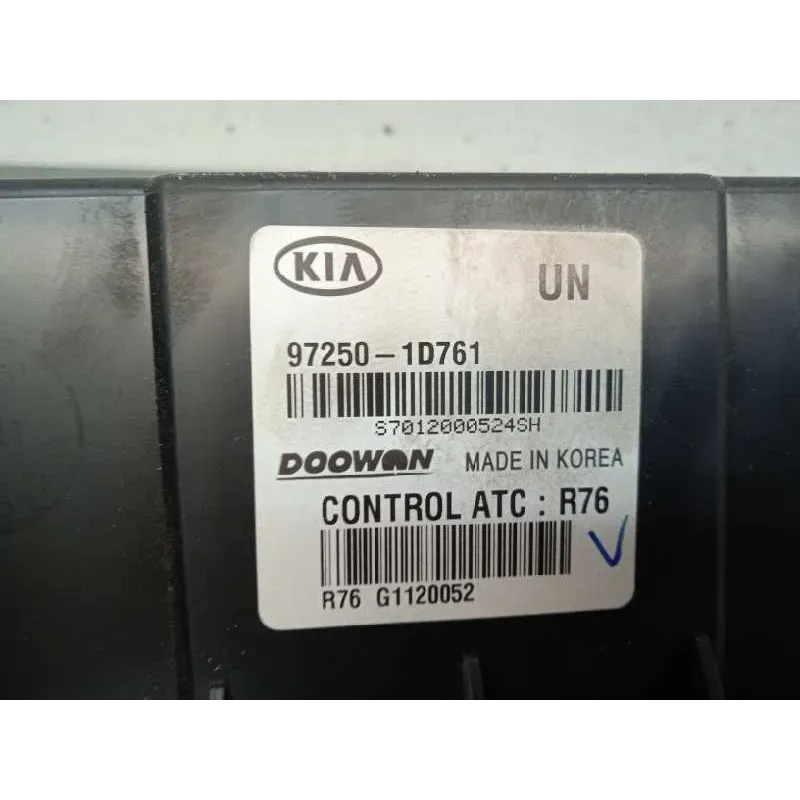 KIA UN
97250-1D761
S7012000524SH
DOOWON MADE IN KOREA
CONTROL ATC : R76
R76 G1120052